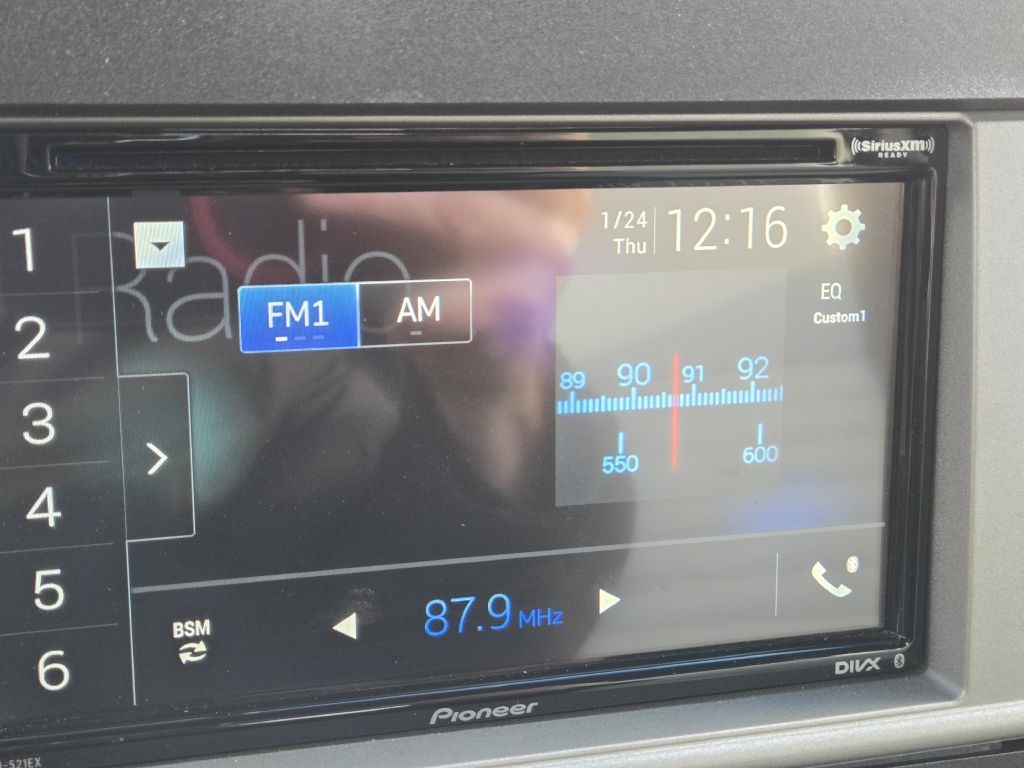 ((SiriusXM))
READY
1/24
Thu
12:16
Radio
FM1
AM
EQ
Custom1
1
2
3
4
5
6
89 90 91 92
550 600
BSM
87.9 MHz
DIVX
Pioneer
-521EX